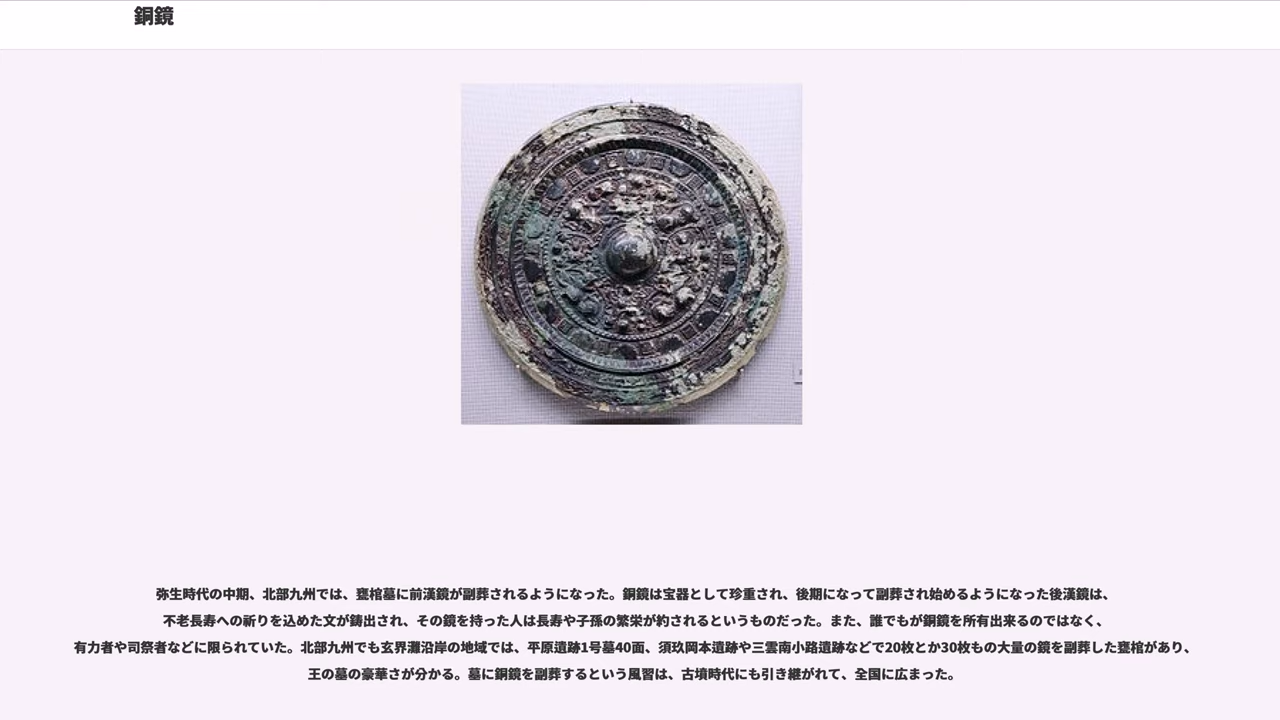 銅鏡
弥生時代の中期、北部九州では、甕棺墓に前漢鏡が副葬されるようになった。銅鏡は宝器として珍重され、後期になって副葬され始めるようになった後漢鏡は、
不老長寿への祈りを込めた文が鋳出され、その鏡を持った人は長寿や子孫の繁栄が約されるというものだった。また、誰でもが銅鏡を所有出来るのではなく、
有力者や司祭者などに限られていた。北部九州でも玄界灘沿岸の地域では、平原遺跡1号墓40面、須玖岡本遺跡や三雲南小路遺跡などで20枚とか30枚もの大量の鏡を副葬した甕棺があり、
王の墓の豪華さが分かる。墓に銅鏡を副葬するという風習は、古墳時代にも引き継がれて、全国に広まった。